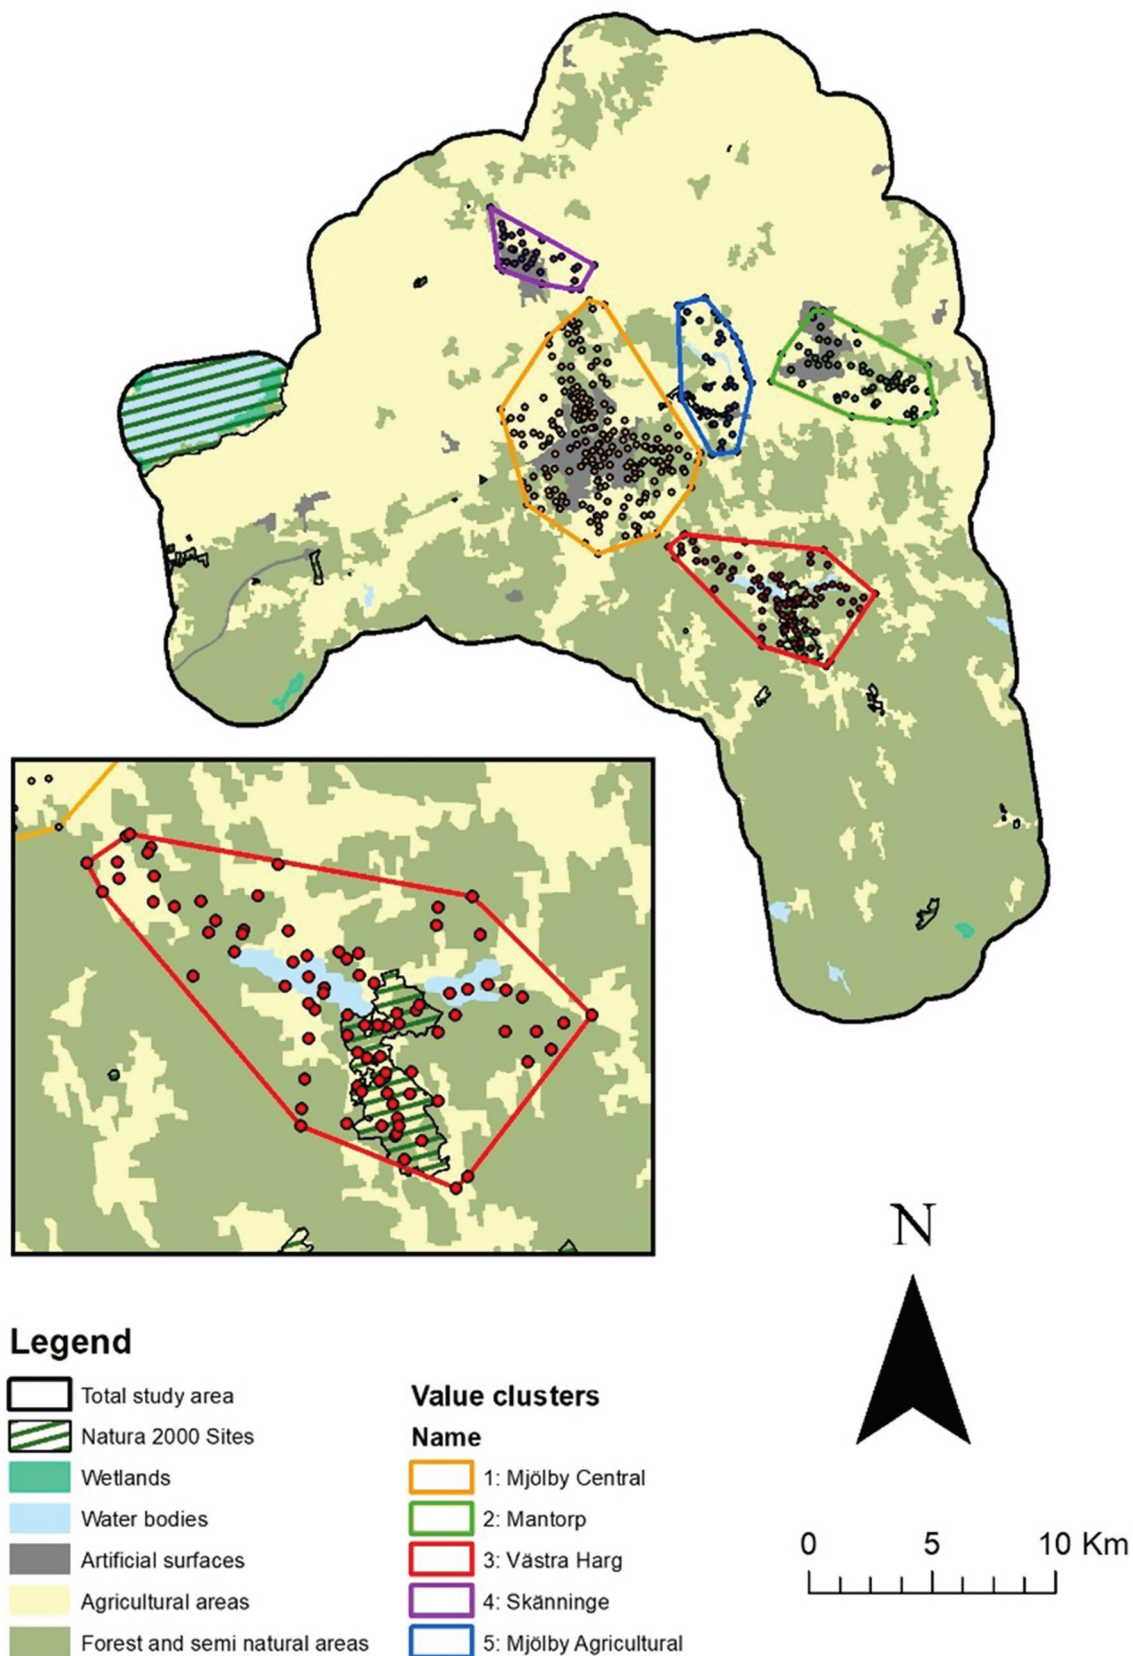 N
Legend
Total study area
Natura 2000 Sites
Wetlands
Water bodies
Artificial surfaces
Agricultural areas
Forest and semi natural areas
Value clusters
Name
1: Mjölby Central
2: Mantorp
3: Västra Harg
4: Skänninge
5: Mjölby Agricultural
0 5 10 Km